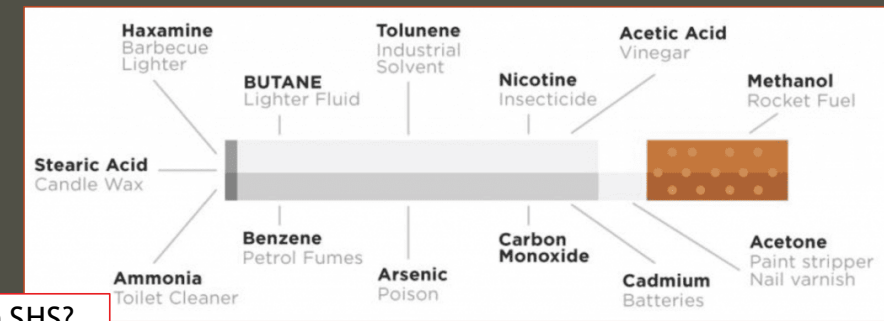 Haxamine
Barbecue
Lighter
BUTANE
Lighter Fluid
Tolunene
Industrial
Solvent
Nicotine
Insecticide
Acetic Acid
Vinegar
Methanol
Rocket Fuel
Stearic Acid
Candle Wax
Ammonia
Toilet Cleaner
Benzene
Petrol Fumes
Arsenic
Poison
Carbon
Monoxide
Cadmium
Batteries
Acetone
Paint stripper
Nail varnish
SHS?